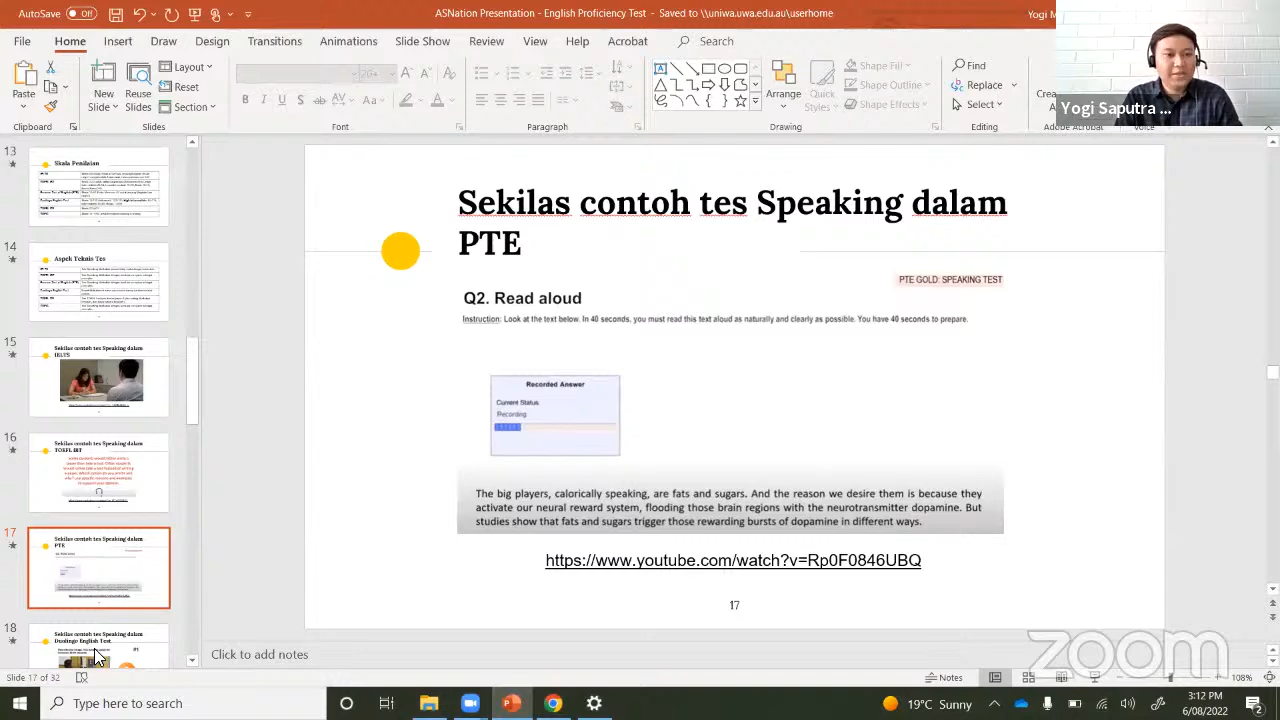 AutoSave Off
ASNation - English Proficiency Test - Saved to \\uniwa.uwa.edu.au\userhome
Yogi M
File Home Insert Draw Design Transitions Animations Slide Show Review View Help Acrobat Search
Paste
New
Slide
Reuse
Slides
Layout
Reset
Section
Arrange
Quick
Styles
Shape Fill
Shape Outline
Shape Effects
Find
Replace
Select
Clipboard Slides Font Paragraph Drawing Editing Adobe Acrobat Voice
Yogi Saputra ...
13
Skala Penilaian
14
Aspek Teknis Tes
15
Sekilas contoh tes Speaking dalam
IELTS
16
Sekilas contoh tes Speaking dalam
TOEFL IBT
17
Sekilas contoh tes Speaking dalam
PTE
18
Sekilas contoh tes Speaking dalam
Duolingo English Test.
Sekilas contoh tes Speaking dalam
PTE
PTE GOLD: SPEAKING TEST
Q2. Read aloud
Instruction: Look at the text below. In 40 seconds, you must read this text aloud as naturally and clearly as possible. You have 40 seconds to prepare.
Recorded Answer
Current Status:
Recording
The big players, calorically speaking, are fats and sugars. And the reason we desire them is because they
activate our neural reward system, flooding those brain regions with the neurotransmitter dopamine. But
studies show that fats and sugars trigger those rewarding bursts of dopamine in different ways.
https://www.youtube.com/watch?v=Rp0F0846UBQ
17
Click to add notes
zoom
Slide 17 of 32
Notes
108%
Type here to search
19°C Sunny
3:12 PM
6/08/2022
2